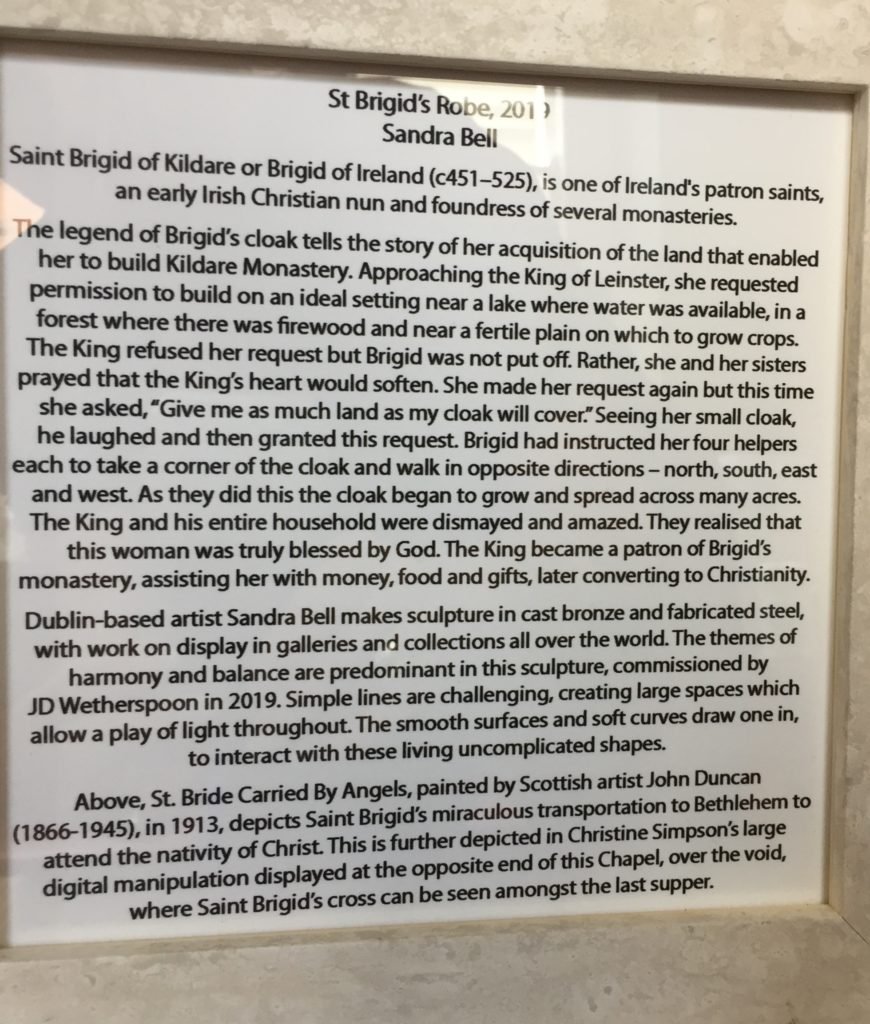 St Brigid's Robe, 2019
Sandra Bell
Saint Brigid of Kildare or Brigid of Ireland (c451–525), is one of Ireland's patron saints,
an early Irish Christian nun and foundress of several monasteries.
The legend of Brigid's cloak tells the story of her acquisition of the land that enabled
her to build Kildare Monastery. Approaching the King of Leinster, she requested
permission to build on an ideal setting near a lake where water was available, in a
forest where there was firewood and near a fertile plain on which to grow crops.
The King refused her request but Brigid was not put off. Rather, she and her sisters
prayed that the King's heart would soften. She made her request again but this time
she asked, "Give me as much land as my cloak will cover." Seeing her small cloak,
he laughed and then granted this request. Brigid had instructed her four helpers
each to take a corner of the cloak and walk in opposite directions – north, south, east
and west. As they did this the cloak began to grow and spread across many acres.
The King and his entire household were dismayed and amazed. They realised that
this woman was truly blessed by God. The King became a patron of Brigid's
monastery, assisting her with money, food and gifts, later converting to Christianity.
Dublin-based artist Sandra Bell makes sculpture in cast bronze and fabricated steel,
with work on display in galleries and collections all over the world. The themes of
harmony and balance are predominant in this sculpture, commissioned by
JD Wetherspoon in 2019. Simple lines are challenging, creating large spaces which
allow a play of light throughout. The smooth surfaces and soft curves draw one in,
to interact with these living uncomplicated shapes.
Above, St. Bride Carried By Angels, painted by Scottish artist John Duncan
(1866-1945), in 1913, depicts Saint Brigid's miraculous transportation to Bethlehem to
attend the nativity of Christ. This is further depicted in Christine Simpson's large
digital manipulation displayed at the opposite end of this Chapel, over the void,
where Saint Brigid's cross can be seen amongst the last supper.